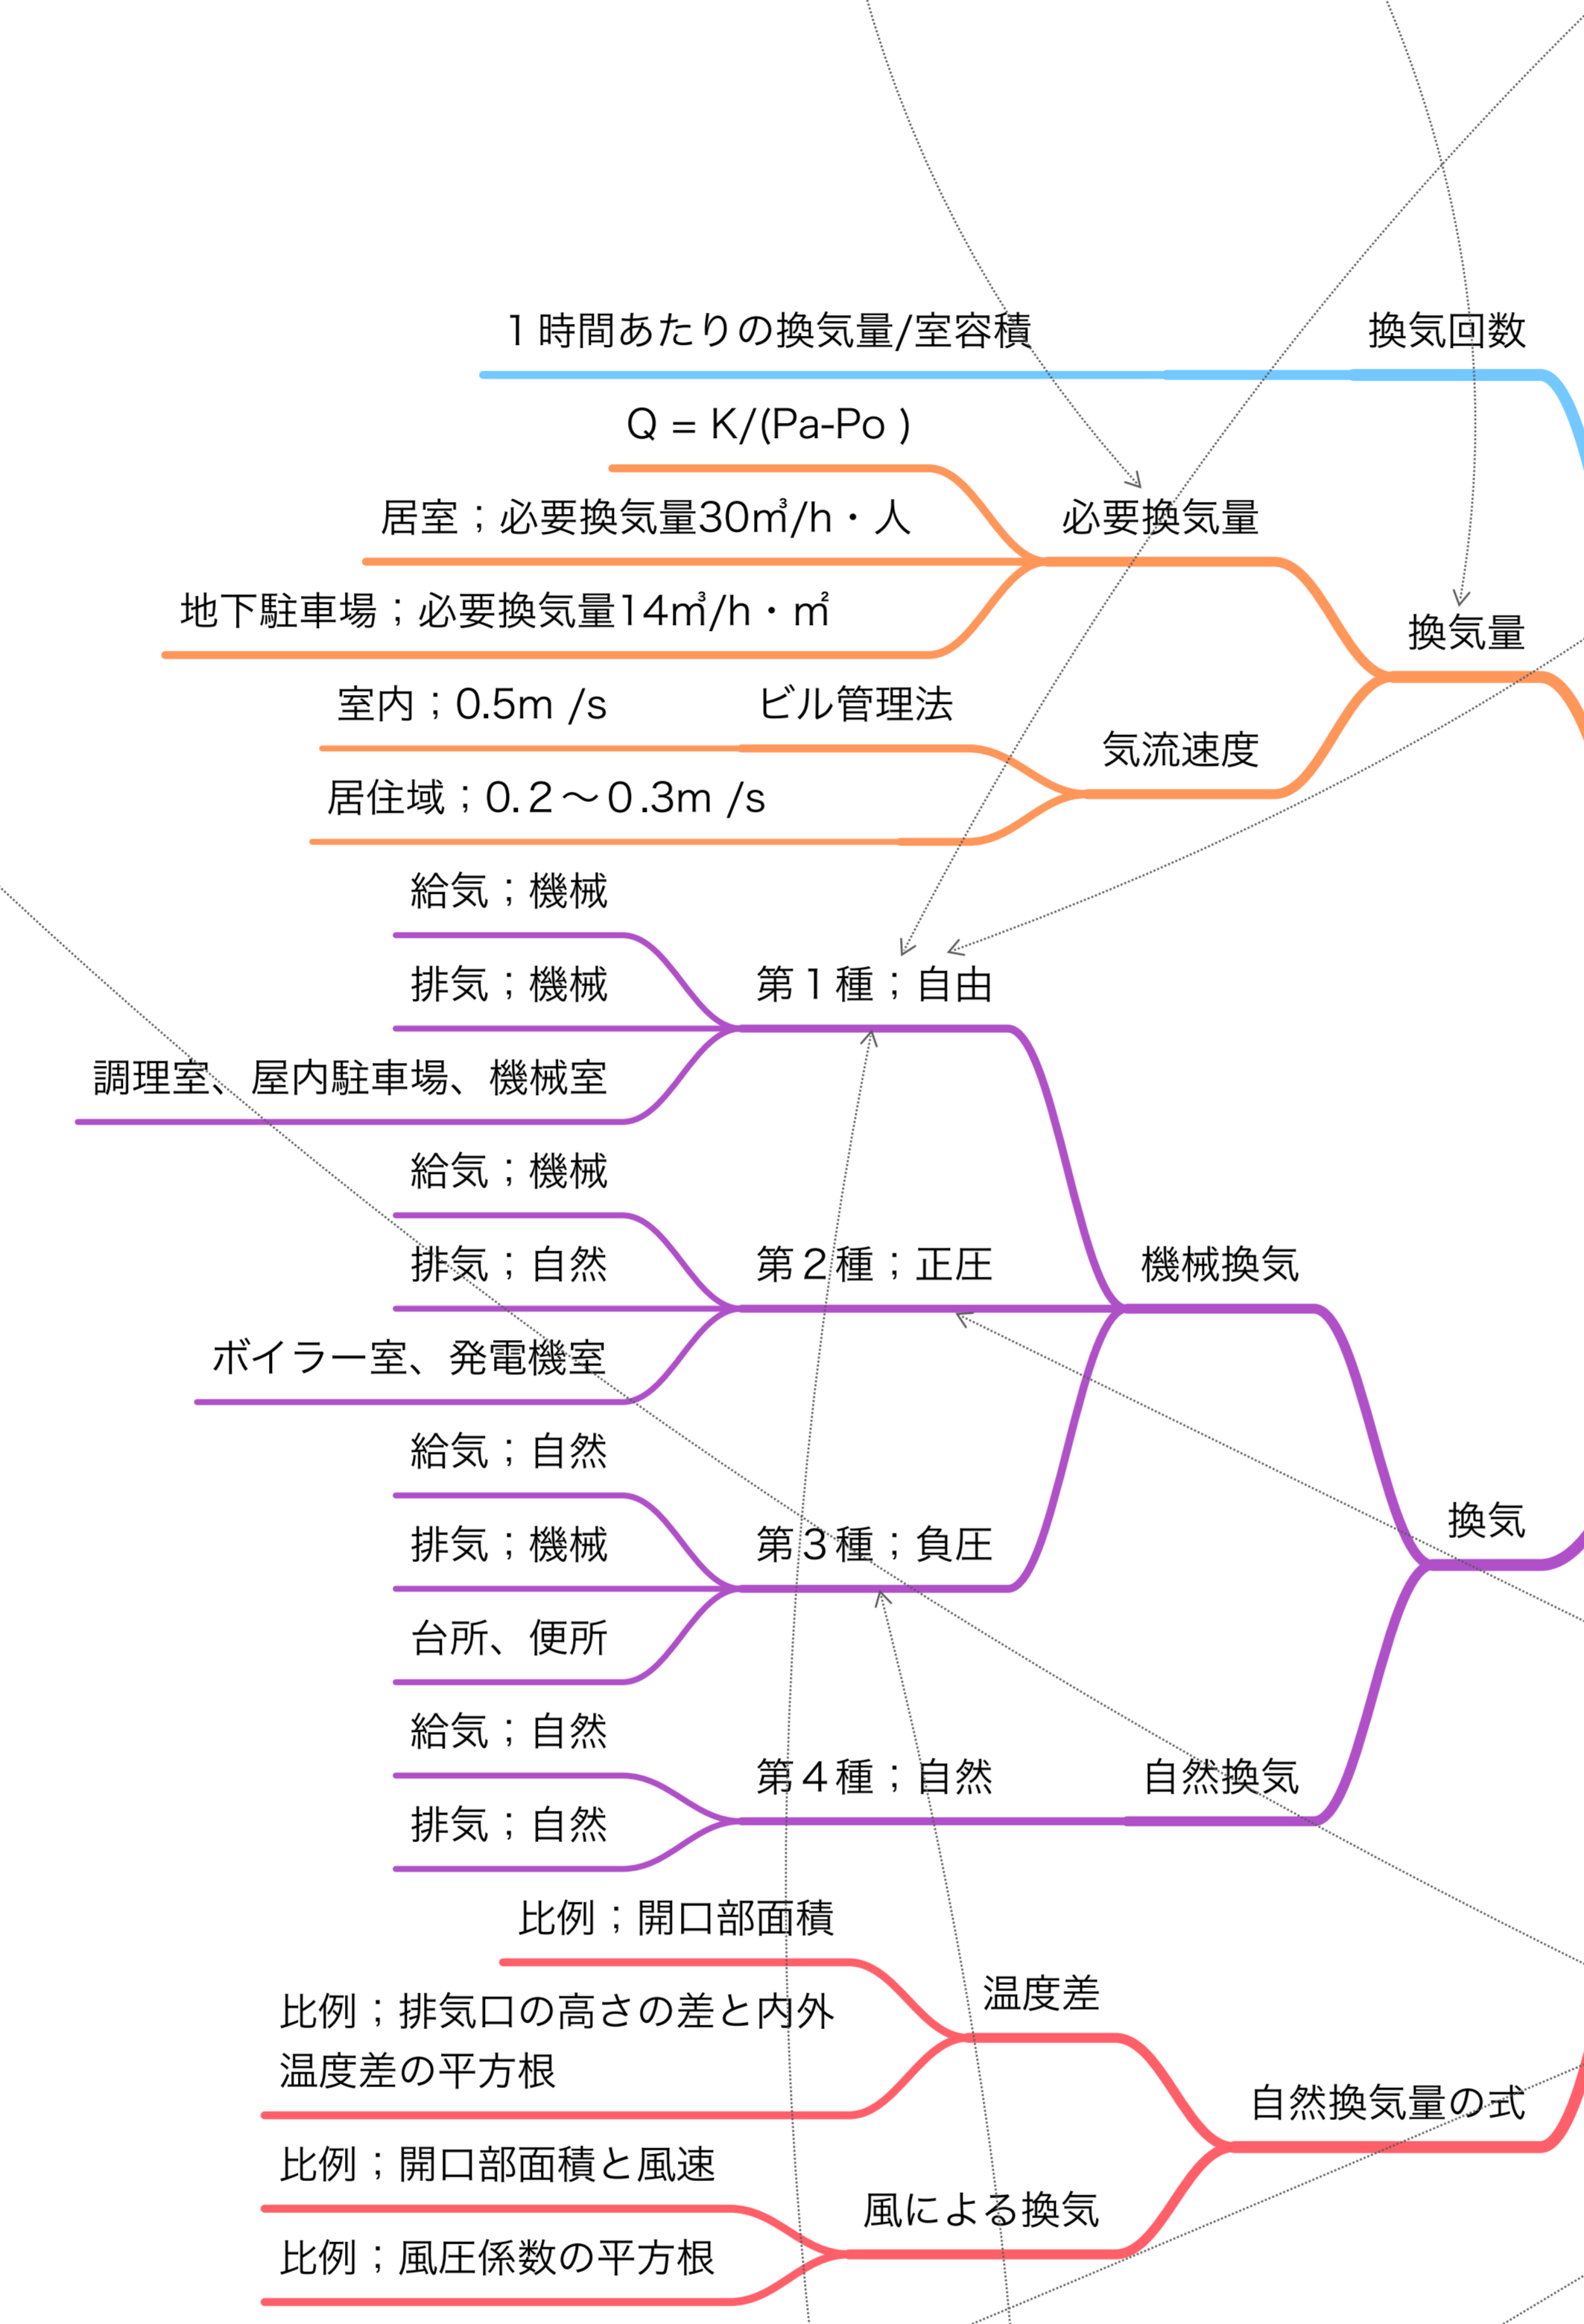 １時間あたりの換気量/室容積
換気回数
Q = K/(Pa-Po )
居室；必要換気量30㎥/h・人
必要換気量
地下駐車場；必要換気量14㎥/h・㎡
換気量
室内；0.5m /s
ビル管理法
気流速度
居住域；0.２〜０.3m /s
給気；機械
排気；機械
第１種；自由
調理室、屋内駐車場、機械室
給気；機械
排気；自然
第２種；正圧
機械換気
ボイラー室、発電機室
給気；自然
換気
排気；機械
第３種；負圧
台所、便所
給気；自然
第４種；自然
自然換気
排気；自然
比例；開口部面積
温度差
比例；排気口の高さの差と内外
温度差の平方根
自然換気量の式
比例；開口部面積と風速
風による換気
比例；風圧係数の平方根